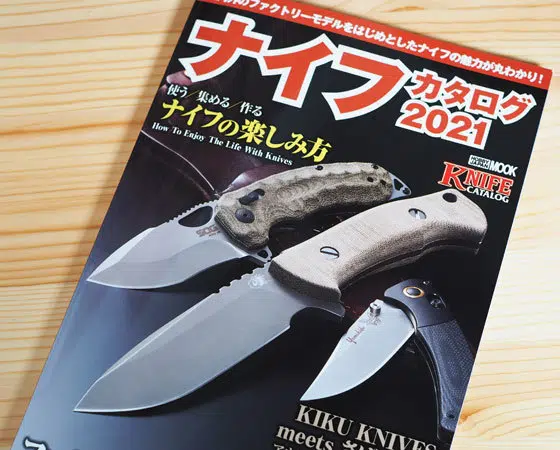 のファクトリーモデルをはじめとしたナイフの魅力が丸わかり!
ナイフ
カタログ
2021
使う/集める/作る
ナイフの楽しみ方
How To Enjoy The Life With Knives
MOOK
KNIFE
CATALOG
SOG
KIKU KNIVES
meets